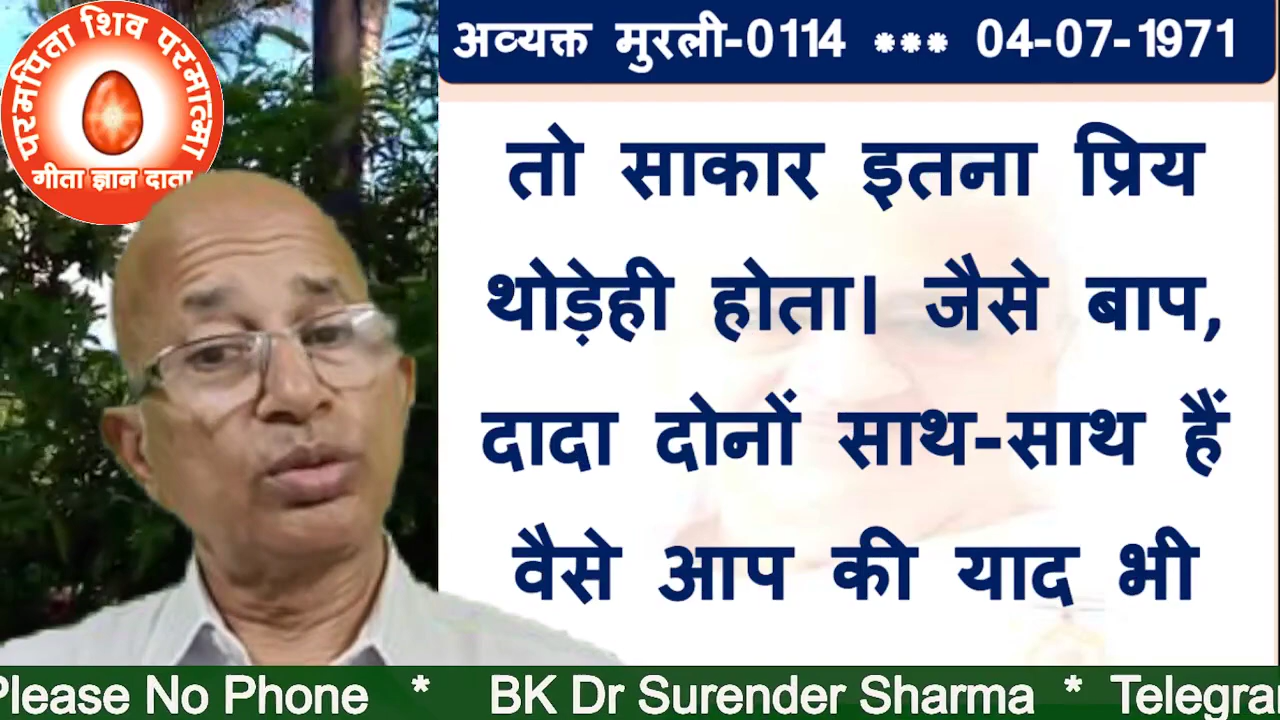 परमपिता शिव परमात्मा
गीता ज्ञान दाता
अव्यक्त मुरली-0114 *** 04-07-1971
तो साकार इतना प्रिय
थोड़ेही होता। जैसे बाप,
दादा दोनों साथ-साथ हैं
वैसे आप की याद भी
Please No Phone * BK Dr Surender Sharma * Telegra